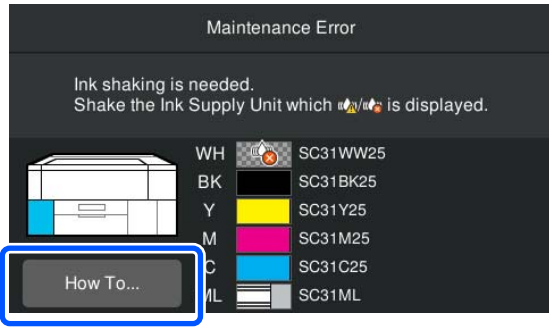 Maintenance Error
Ink shaking is needed.
Shake the Ink Supply Unit which / is displayed.
WH SC31WW25
BK SC31BK25
Y SC31Y25
M SC31M25
C SC31C25
ML SC31ML
How To...